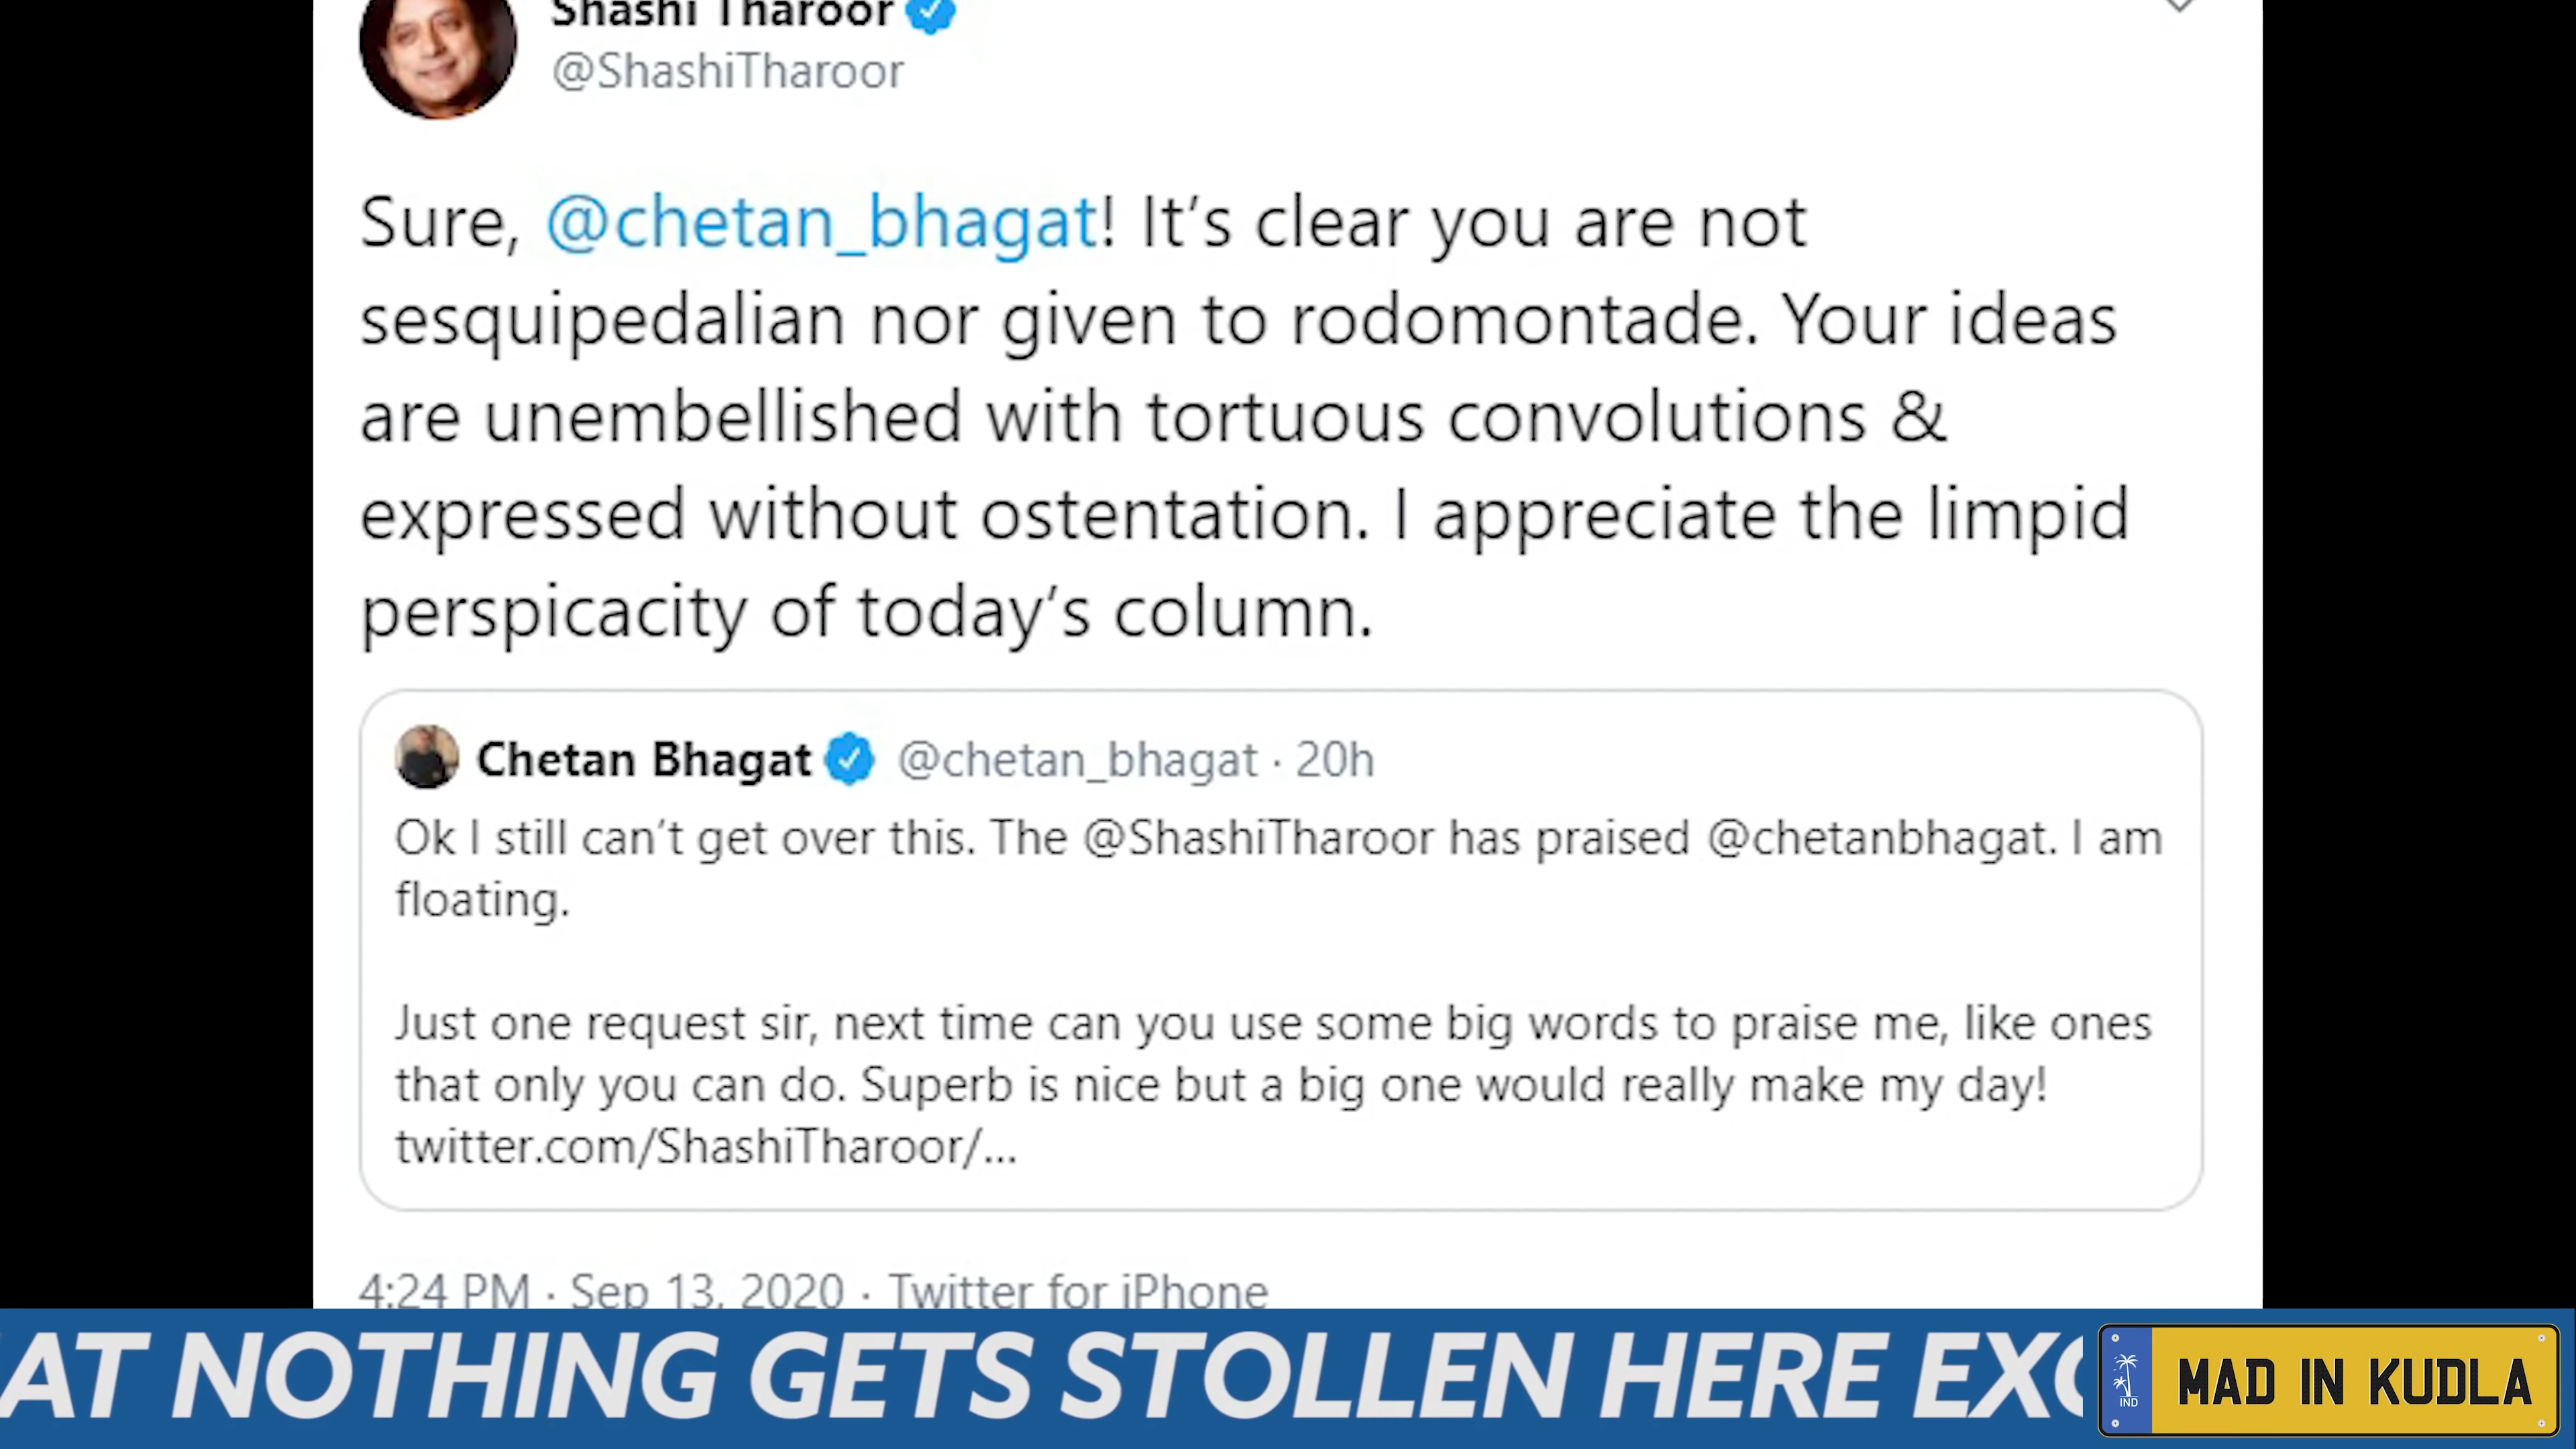 Shashi Tharoor
@ShashiTharoor
Sure, @chetan_bhagat! It’s clear you are not
sesquipedalian nor given to rodomontade. Your ideas
are unembellished with tortuous convolutions &
expressed without ostentation. I appreciate the limpid
perspicacity of today’s column.
Chetan Bhagat @chetan_bhagat · 20h
Ok I still can’t get over this. The @ShashiTharoor has praised @chetanbhagat. I am
floating.
Just one request sir, next time can you use some big words to praise me, like ones
that only you can do. Superb is nice but a big one would really make my day!
twitter.com/ShashiTharoor/...
4:24 PM · Sep 13, 2020 · Twitter for iPhone
AT NOTHING GETS STOLLEN HERE EXC
IND
MAD IN KUDLA